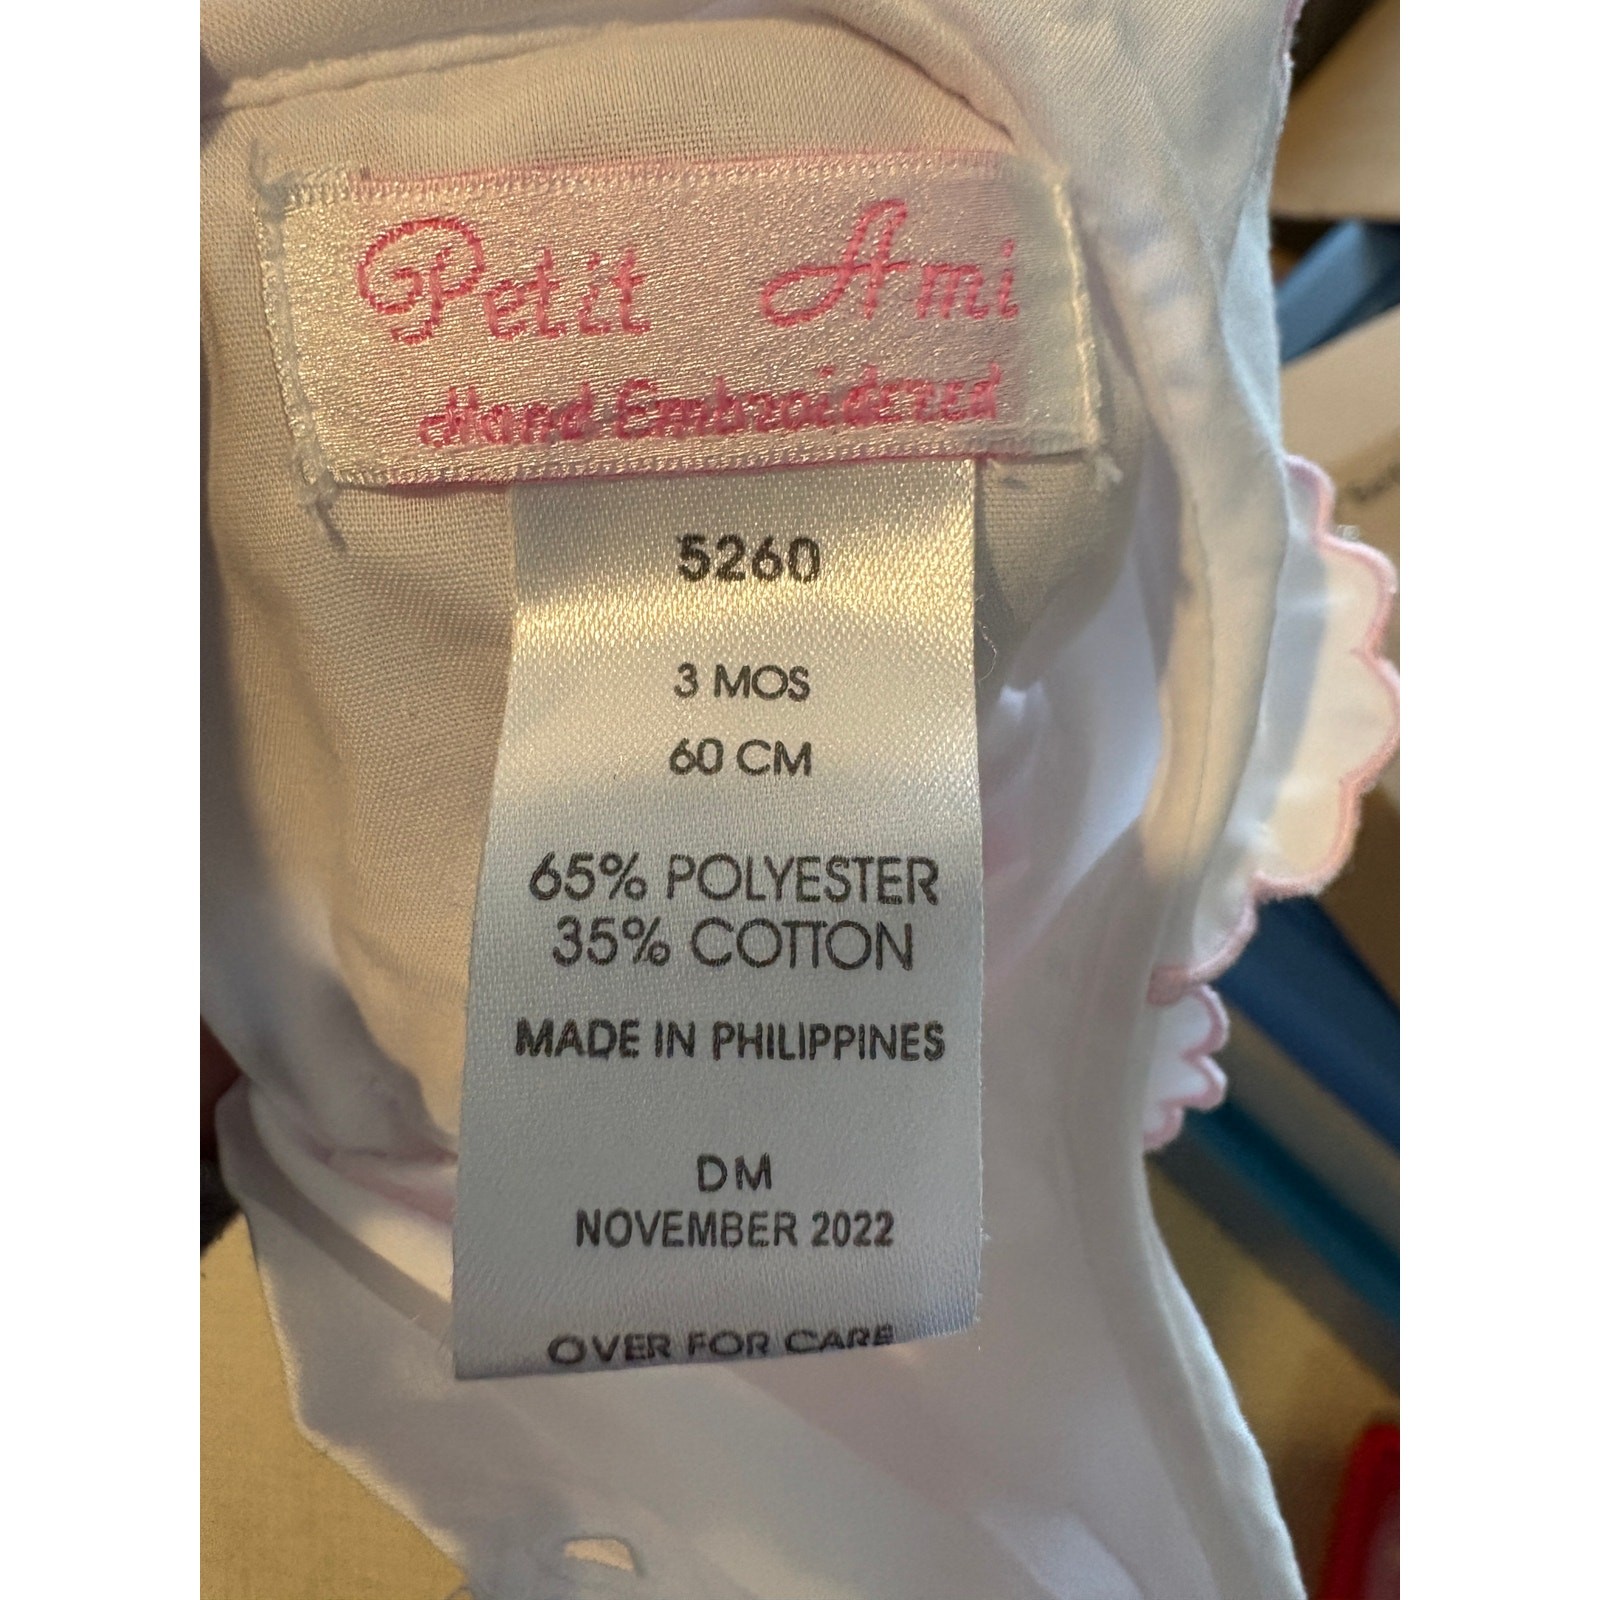 Petit Ami
Hand Embroidered
5260
3 MOS
60 CM
65% POLYESTER
35% COTTON
MADE IN PHILIPPINES
DM
NOVEMBER 2022
OVER FOR CARE